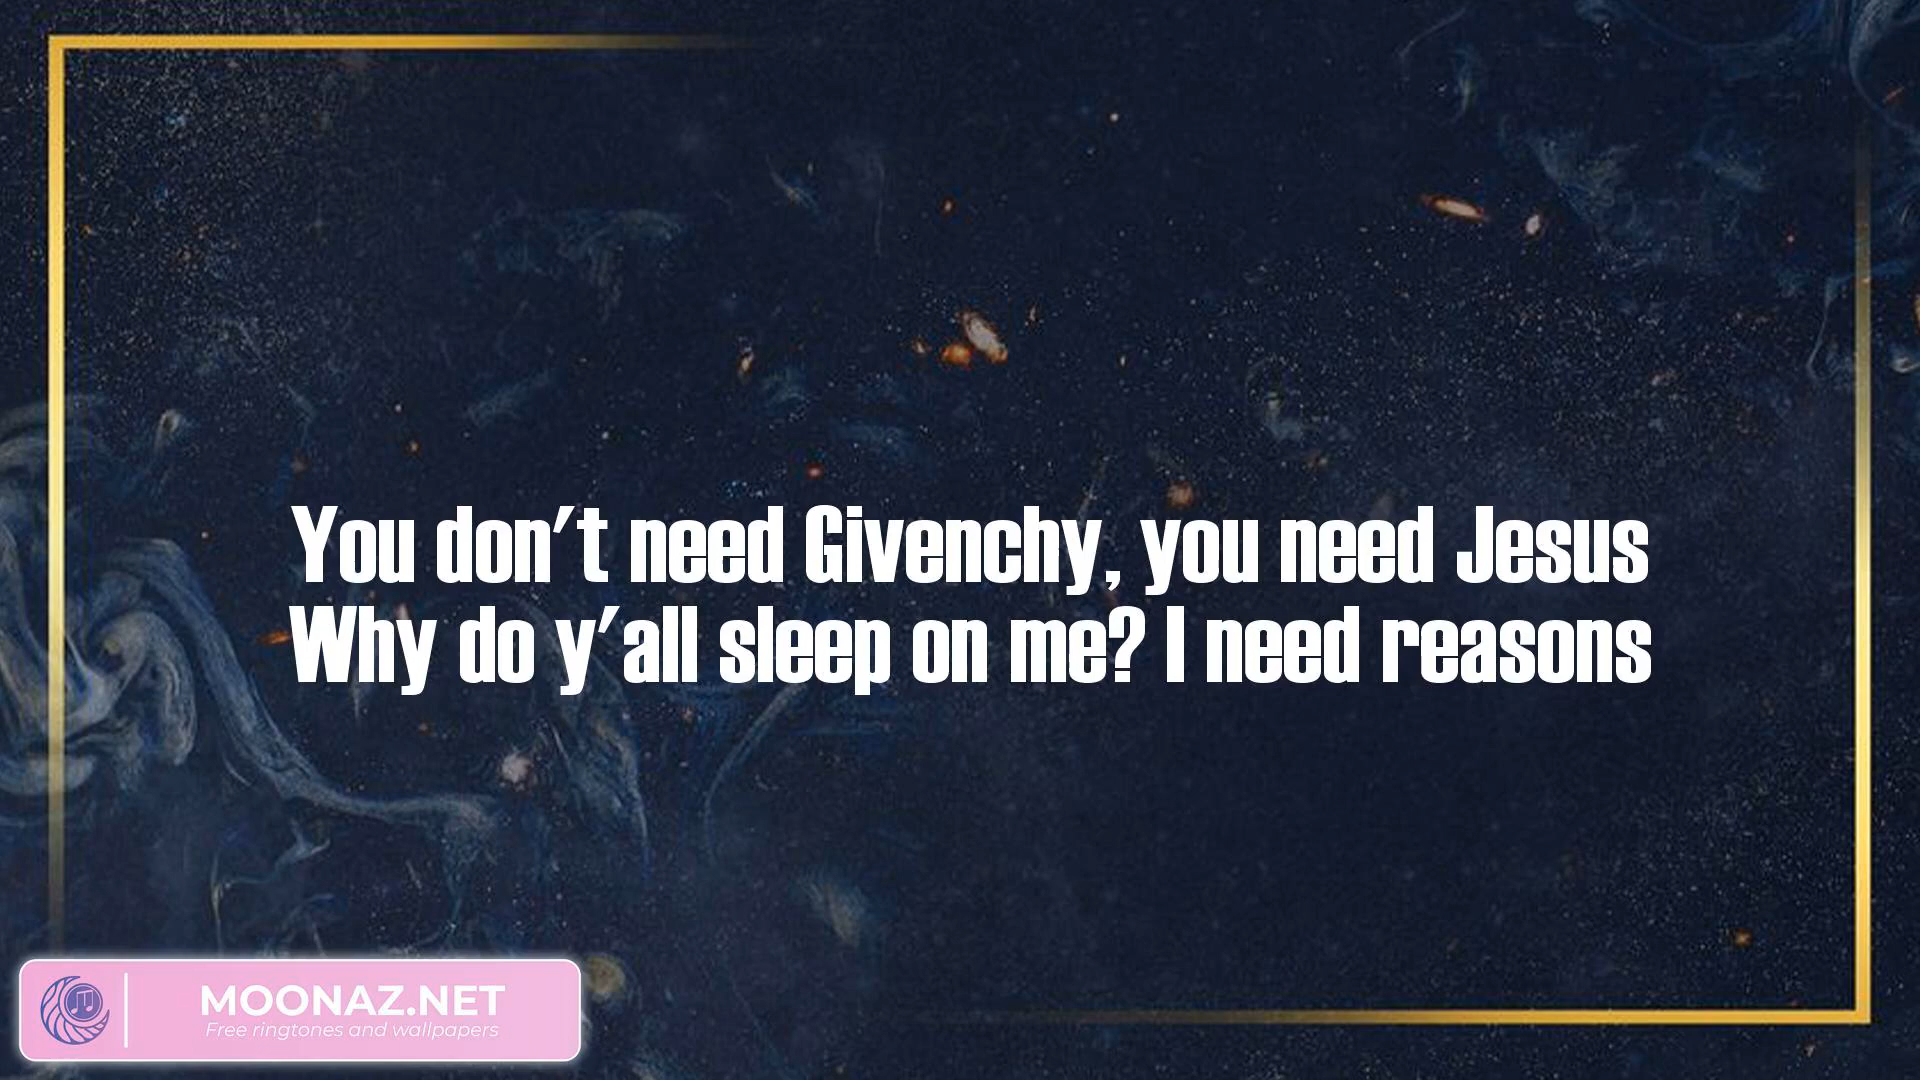 You don't need Givenchy, you need Jesus
Why do y'all sleep on me? I need reasons
MOONAZ.NET
Free ringtones and wallpapers